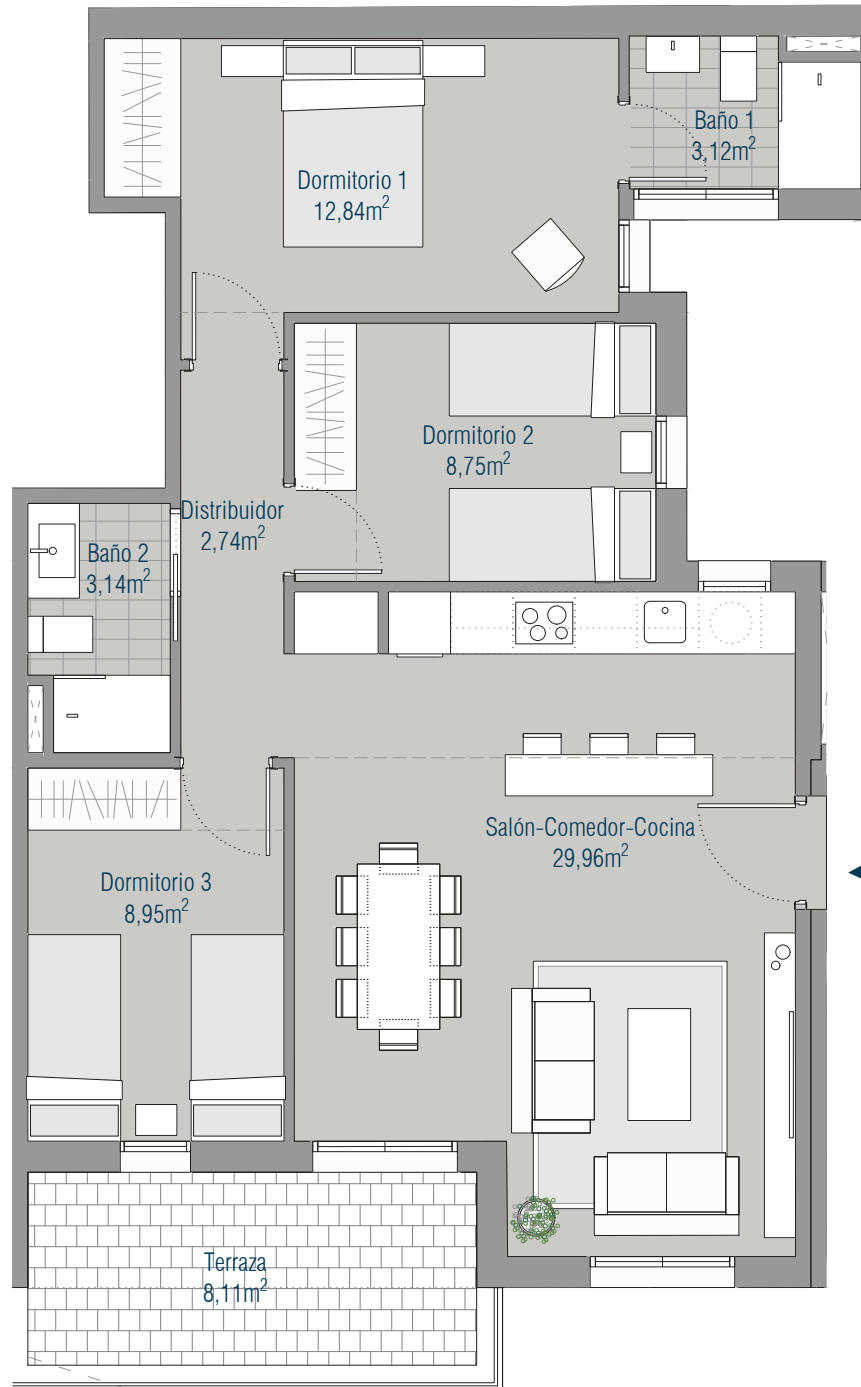 Baño 1
3,12m²
Dormitorio 1
12,84m²
Dormitorio 2
8,75m²
Distribuidor
2,74m²
Baño 2
3,14m²
Salón-Comedor-Cocina
29,96m²
Dormitorio 3
8,95m²
Terraza
8,11m²